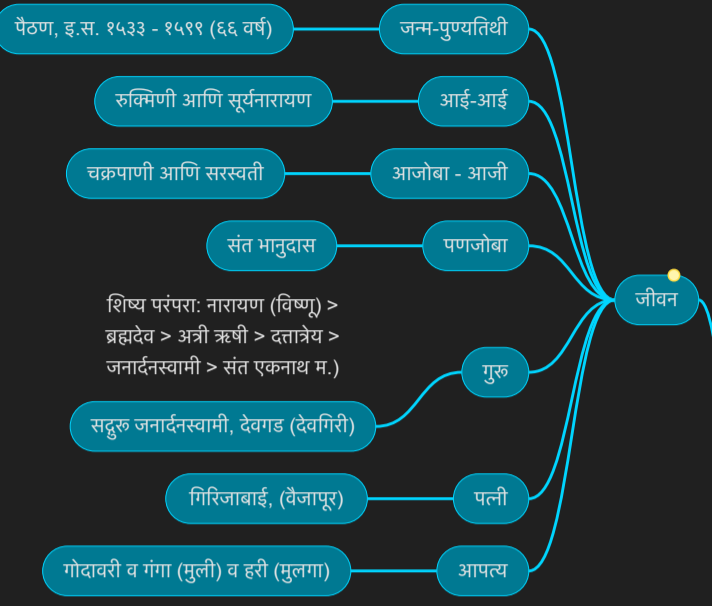 पैठण, इ.स. १५३३ - १५९९ (६६ वर्ष)
जन्म-पुण्यतिथी
रुक्मिणी आणि सूर्यनारायण
आई-आई
चक्रपाणी आणि सरस्वती
आजोबा - आजी
संत भानुदास
पणजोबा
जीवन
शिष्य परंपरा: नारायण (विष्णू) >
ब्रह्मदेव > अत्री ऋषी > दत्तात्रेय >
जनार्दनस्वामी > संत एकनाथ म.)
गुरू
सद्गुरू जनार्दनस्वामी, देवगड (देवगिरी)
गिरिजाबाई, (वैजापूर)
पत्नी
गोदावरी व गंगा (मुली) व हरी (मुलगा)
आपत्य